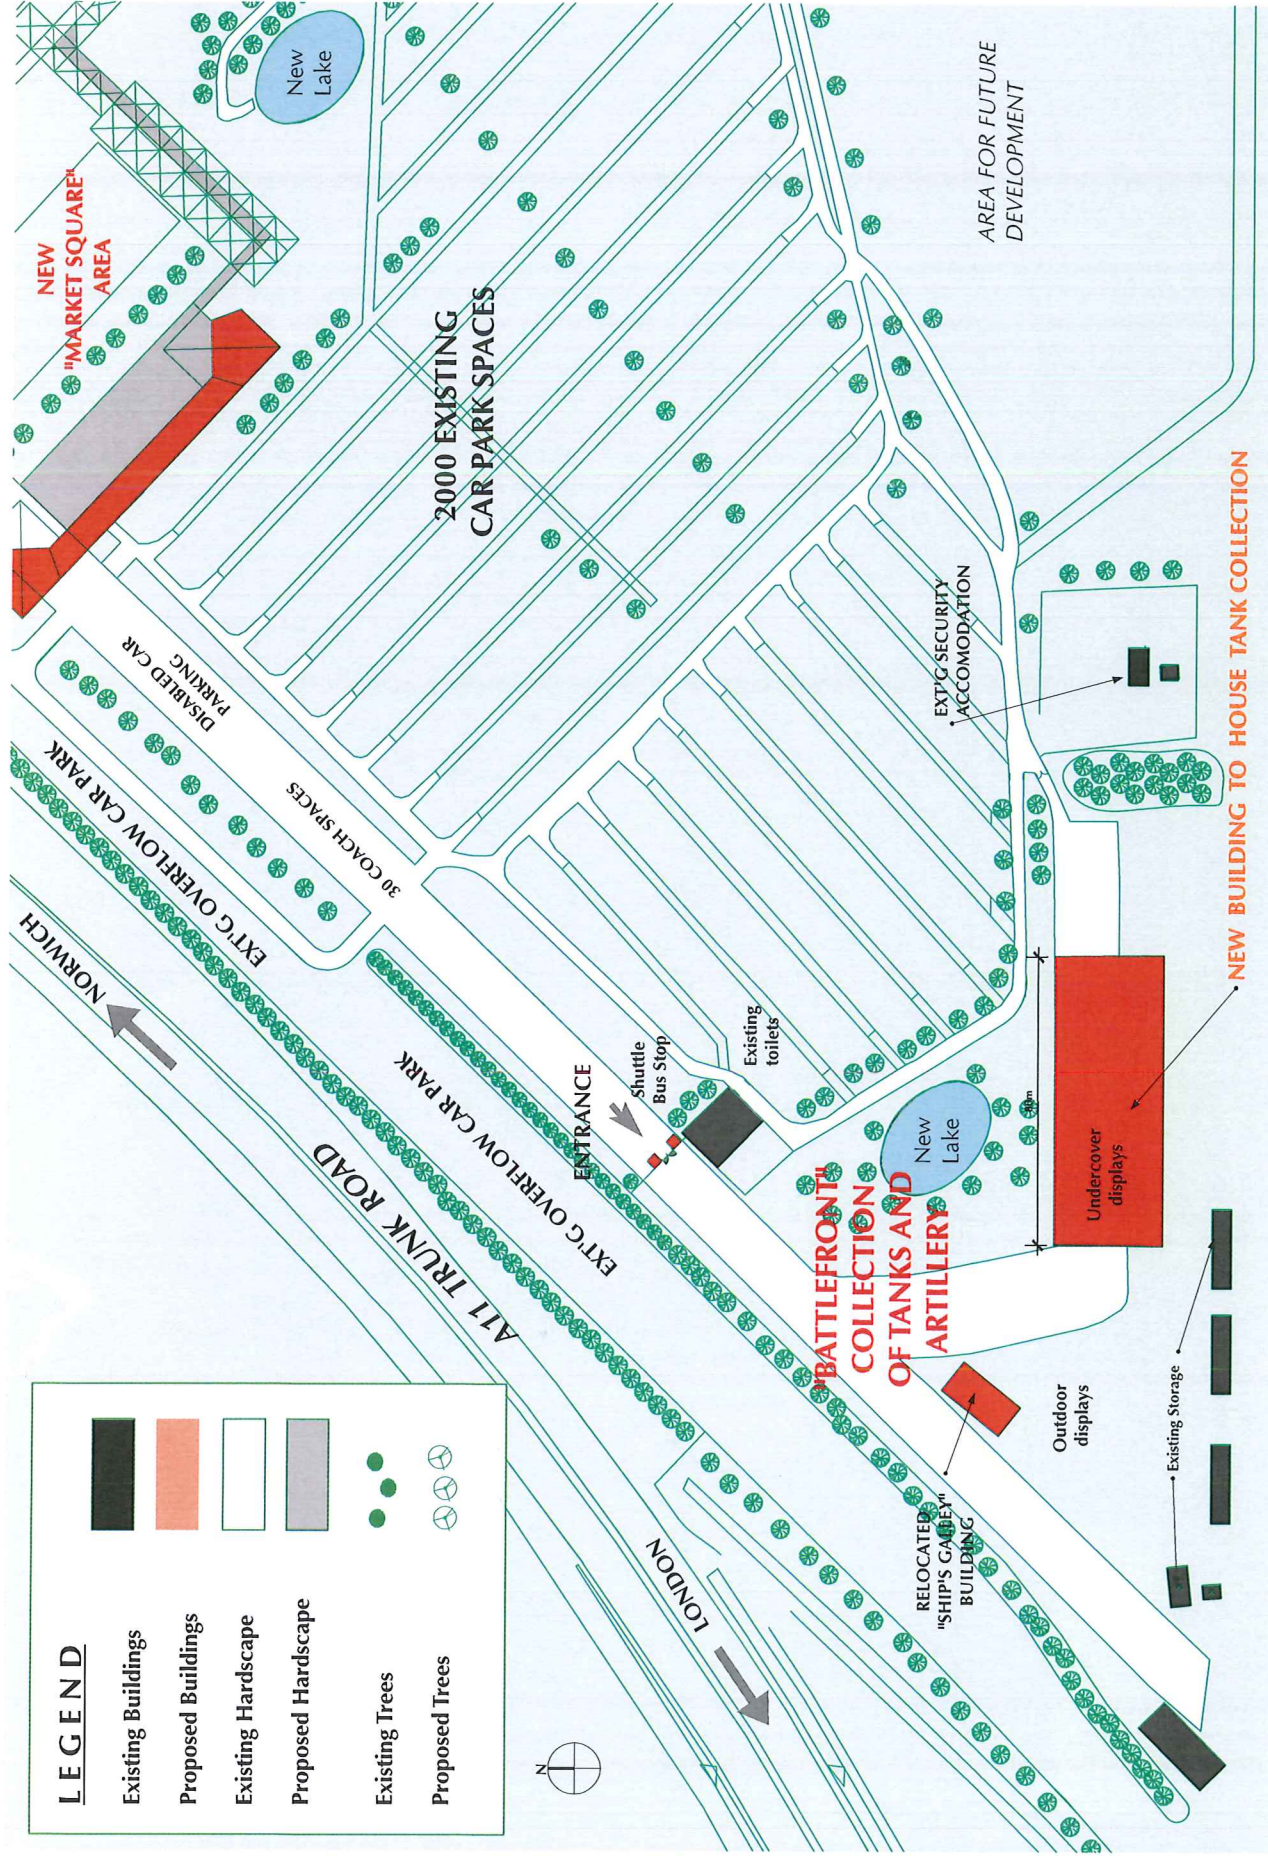 LEGEND
Existing Buildings
Proposed Buildings
Existing Hardscape
Proposed Hardscape
Existing Trees
Proposed Trees
N
NORWICH
A11 TRUNK ROAD
LONDON
EXT'G OVERFLOW CAR PARK
EXT'G OVERFLOW CAR PARK
DISABLED CAR
PARKING
30 COACH SPACES
NEW
"MARKET SQUARE"
AREA
New
Lake
2000 EXISTING
CAR PARK SPACES
AREA FOR FUTURE
DEVELOPMENT
ENTRANCE
Shuttle
Bus Stop
Existing
toilets
EXT'G SECURITY
ACCOMODATION
"BATTLEFRONT"
COLLECTION
OF TANKS AND
ARTILLERY
New
Lake
80m
Undercover
displays
NEW BUILDING TO HOUSE TANK COLLECTION
RELOCATED
"SHIP'S GALLEY"
BUILDING
Outdoor
displays
Existing Storage